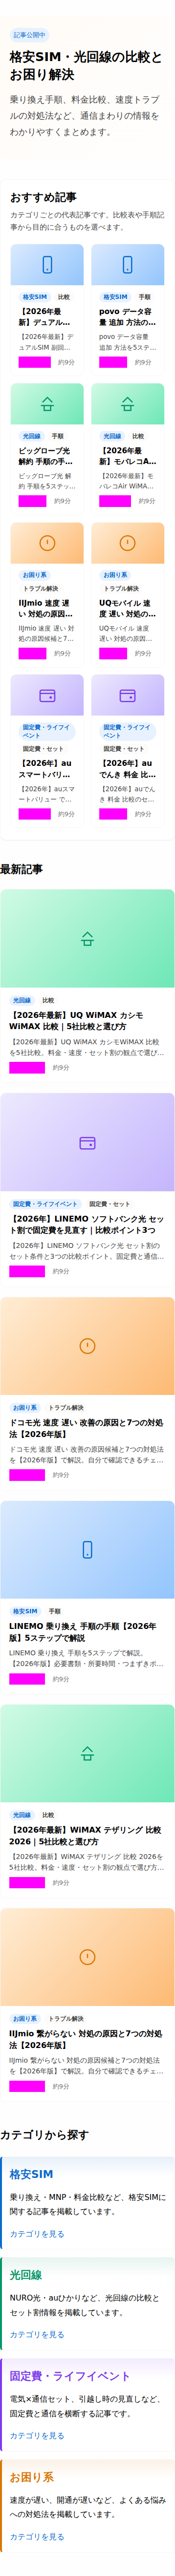 記事公開中
格安SIM・光回線の比較と
お困り解決
乗り換え手順、料金比較、速度トラブ
ルの対処法など、通信まわりの情報を
わかりやすくまとめます。
おすすめ記事
カテゴリごとの代表記事です。比較表や手順記
事から目的に合うものを選べます。
格安SIM 比較
【2026年最
新】デュアル...
【2026年最新】デ
ュアルSIM 副回...
約9分
格安SIM 手順
povo データ容
量 追加 方法の...
povo データ容量
追加 方法を5ステ...
約9分
光回線 手順
ビッグローブ光
解約 手順の手...
ビッグローブ光 解
約 手順を5ステッ...
約9分
光回線 比較
【2026年最
新】モバレコA...
【2026年最新】モ
バレコAir WiMA...
約9分
お困り系
トラブル解決
IIJmio 速度 遅
い 対処の原因...
IIJmio 速度 遅い 対
処の原因候補と7...
約9分
お困り系
トラブル解決
UQモバイル 速
度 遅い 対処の...
UQモバイル 速度
遅い 対処の原因...
約9分
固定費・ライフイ
ベント
固定費・セット
【2026年】au
スマートバリ...
【2026年】auスマ
ートバリュー で...
約9分
固定費・ライフイ
ベント
固定費・セット
【2026年】au
でんき 料金 比...
【2026年】auでん
き 料金 比較のセ...
約9分
最新記事
光回線 比較
【2026年最新】UQ WiMAX カシモ
WiMAX 比較｜5社比較と選び方
【2026年最新】UQ WiMAX カシモWiMAX 比較
を5社比較。料金・速度・セット割の観点で選び...
約9分
固定費・ライフイベント 固定費・セット
【2026年】LINEMO ソフトバンク光 セッ
ト割で固定費を見直す｜比較ポイント3つ
【2026年】LINEMO ソフトバンク光 セット割の
セット条件と3つの比較ポイント。固定費と通信...
約9分
お困り系 トラブル解決
ドコモ光 速度 遅い 改善の原因と7つの対処
法【2026年版】
ドコモ光 速度 遅い 改善の原因候補と7つの対処法
を【2026年版】で解説。自分で確認できるチェ...
約9分
格安SIM 手順
LINEMO 乗り換え 手順の手順【2026年
版】5ステップで解説
LINEMO 乗り換え 手順を5ステップで解説。
【2026年版】必要書類・所要時間・つまずきポ...
約9分
光回線 比較
【2026年最新】WiMAX テザリング 比較
2026｜5社比較と選び方
【2026年最新】WiMAX テザリング 比較 2026を
5社比較。料金・速度・セット割の観点で選び方...
約9分
お困り系 トラブル解決
IIJmio 繋がらない 対処の原因と7つの対処
法【2026年版】
IIJmio 繋がらない 対処の原因候補と7つの対処法
を【2026年版】で解説。自分で確認できるチェ...
約9分
カテゴリから探す
格安SIM
乗り換え・MNP・料金比較など、格安SIMに
関する記事を掲載しています。
カテゴリを見る
光回線
NURO光・auひかりなど、光回線の比較と
セット割情報を掲載しています。
カテゴリを見る
固定費・ライフイベント
電気×通信セット、引越し時の見直しなど、
固定費と通信を横断する記事です。
カテゴリを見る
お困り系
速度が遅い、開通が遅いなど、よくある悩み
への対処法を掲載しています。
カテゴリを見る